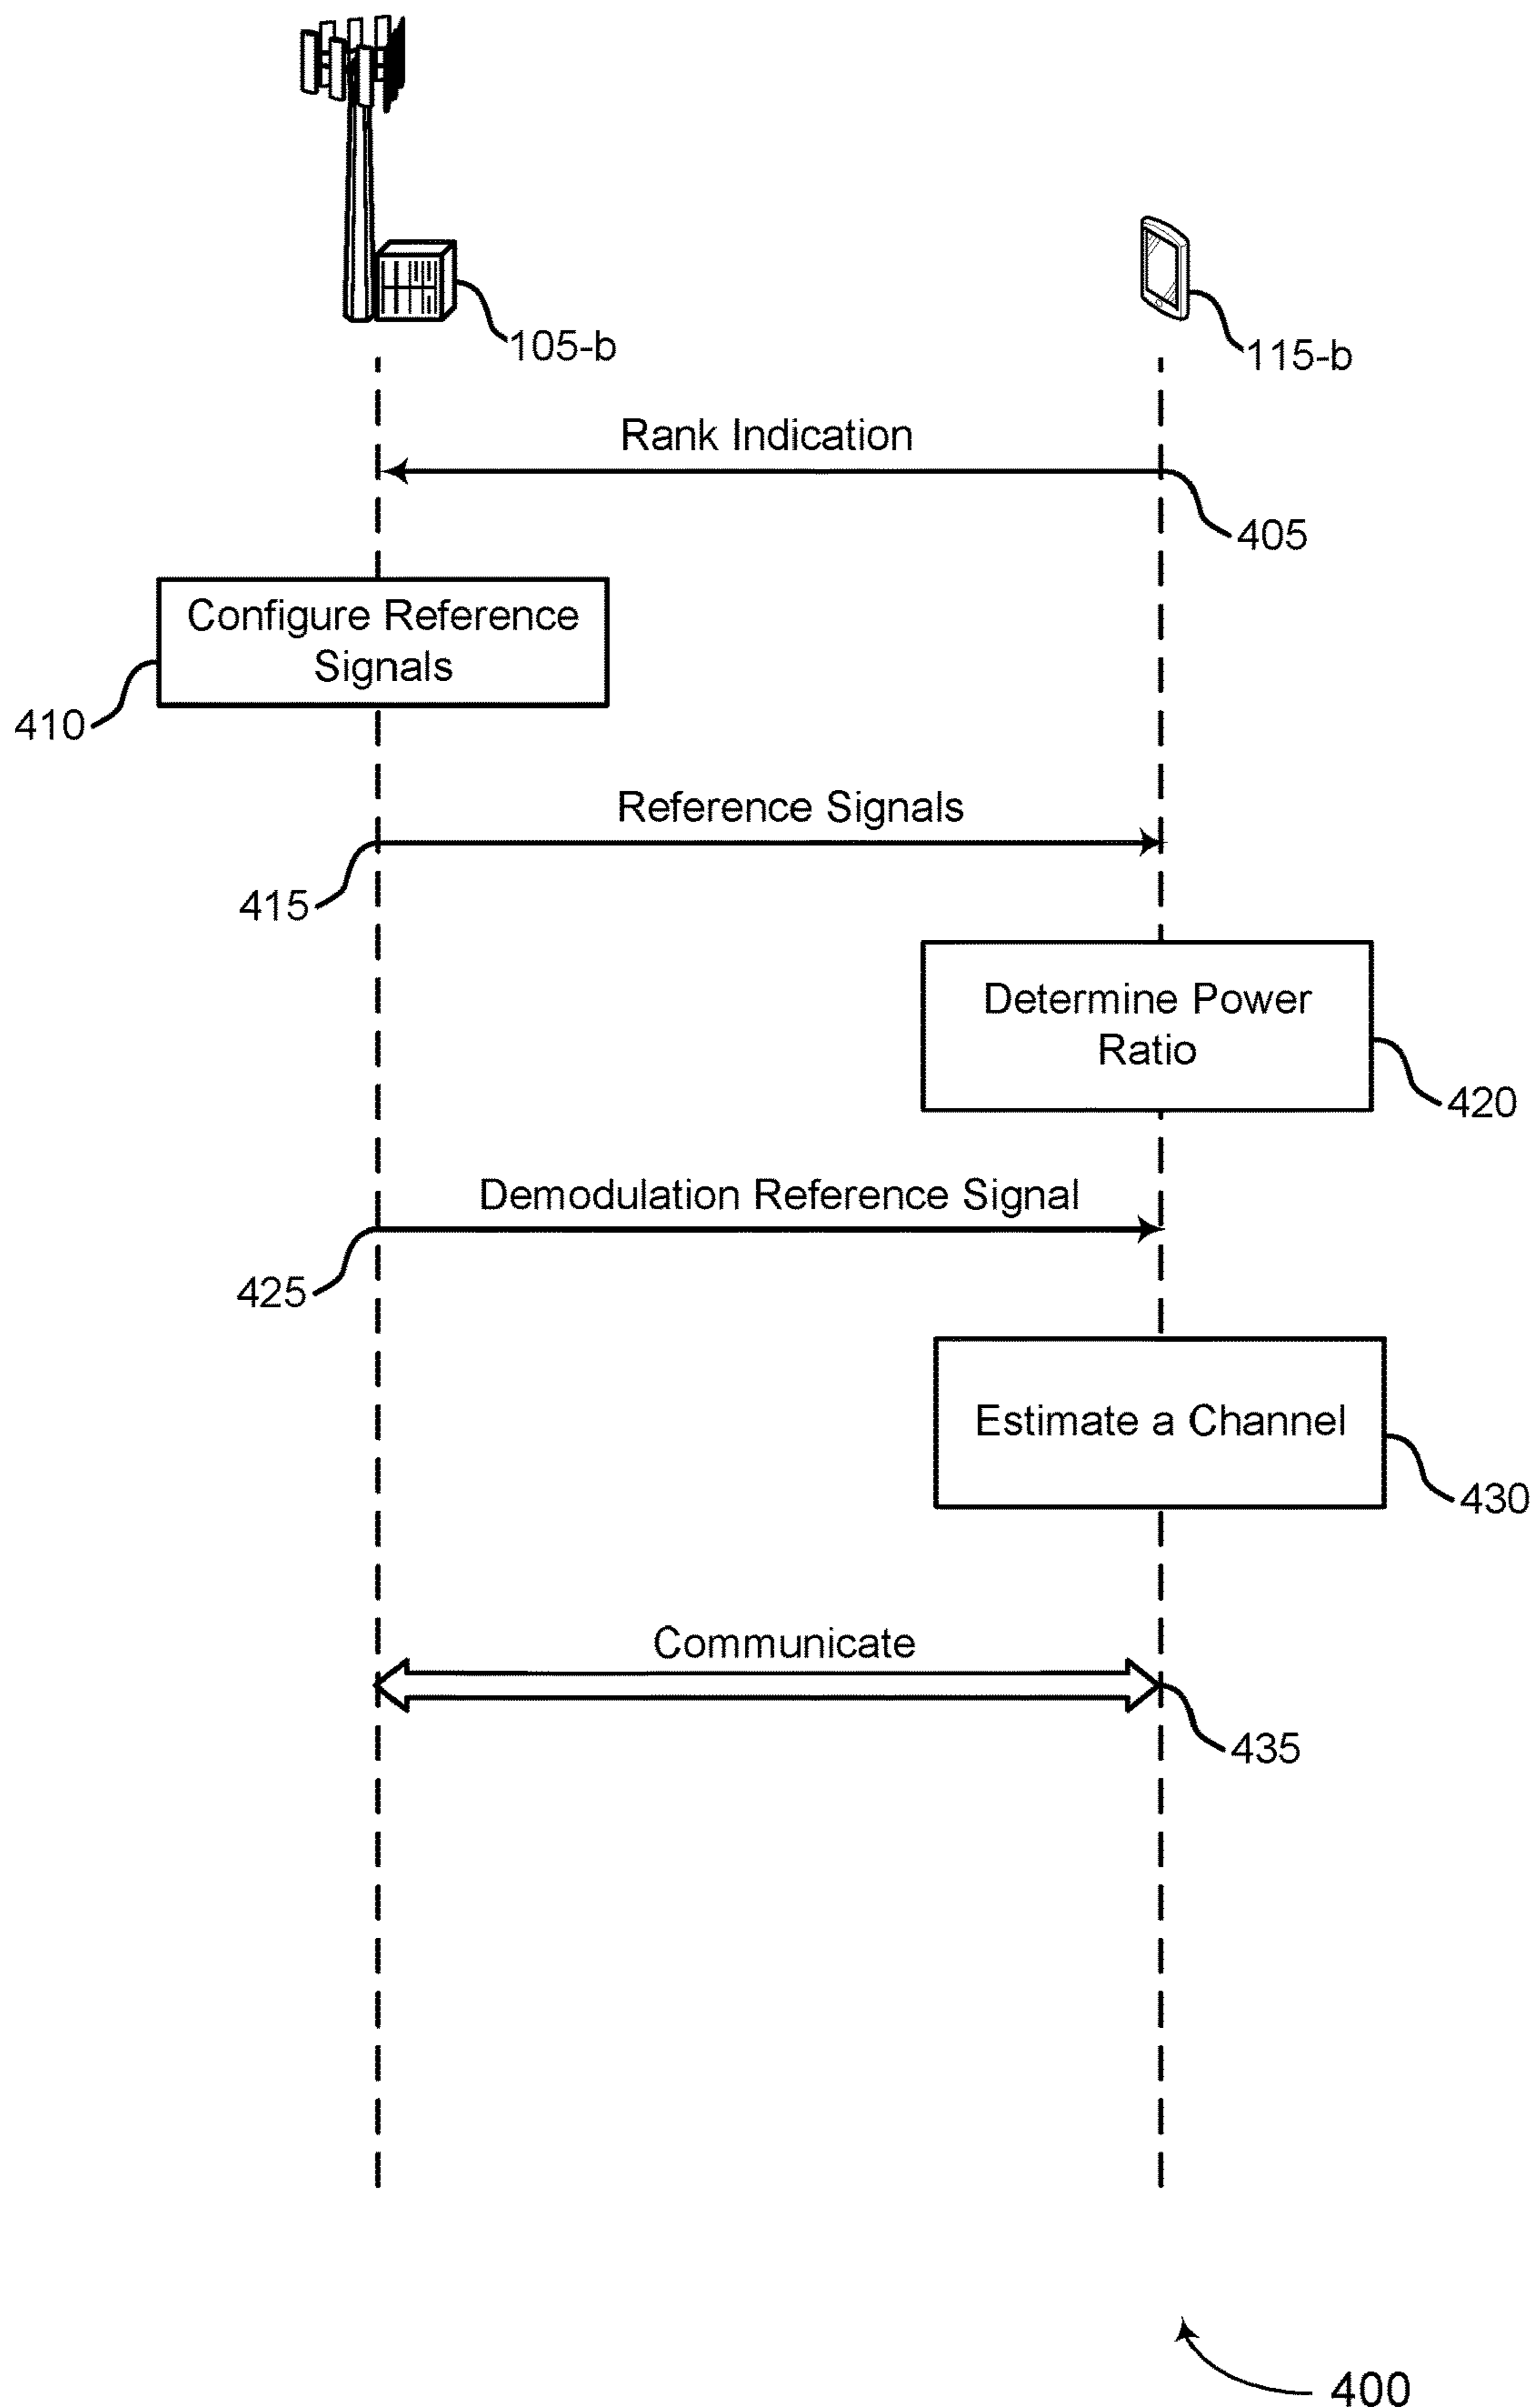 105-b
115-b
Rank Indication
405
Configure Reference
Signals
410
Reference Signals
415
Determine Power
Ratio
420
Demodulation Reference Signal
425
Estimate a Channel
430
Communicate
435
400